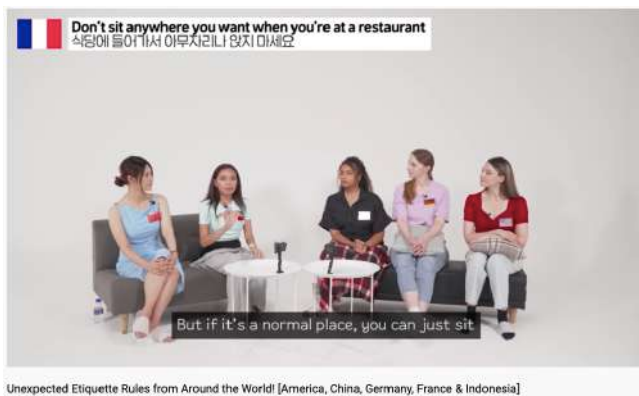 Don't sit anywhere you want when you're at a restaurant
식당에 들어가서 아무자리나 앉지 마세요
But if it's a normal place, you can just sit
Unexpected Etiquette Rules from Around the World! [America, China, Germany, France & Indonesia]